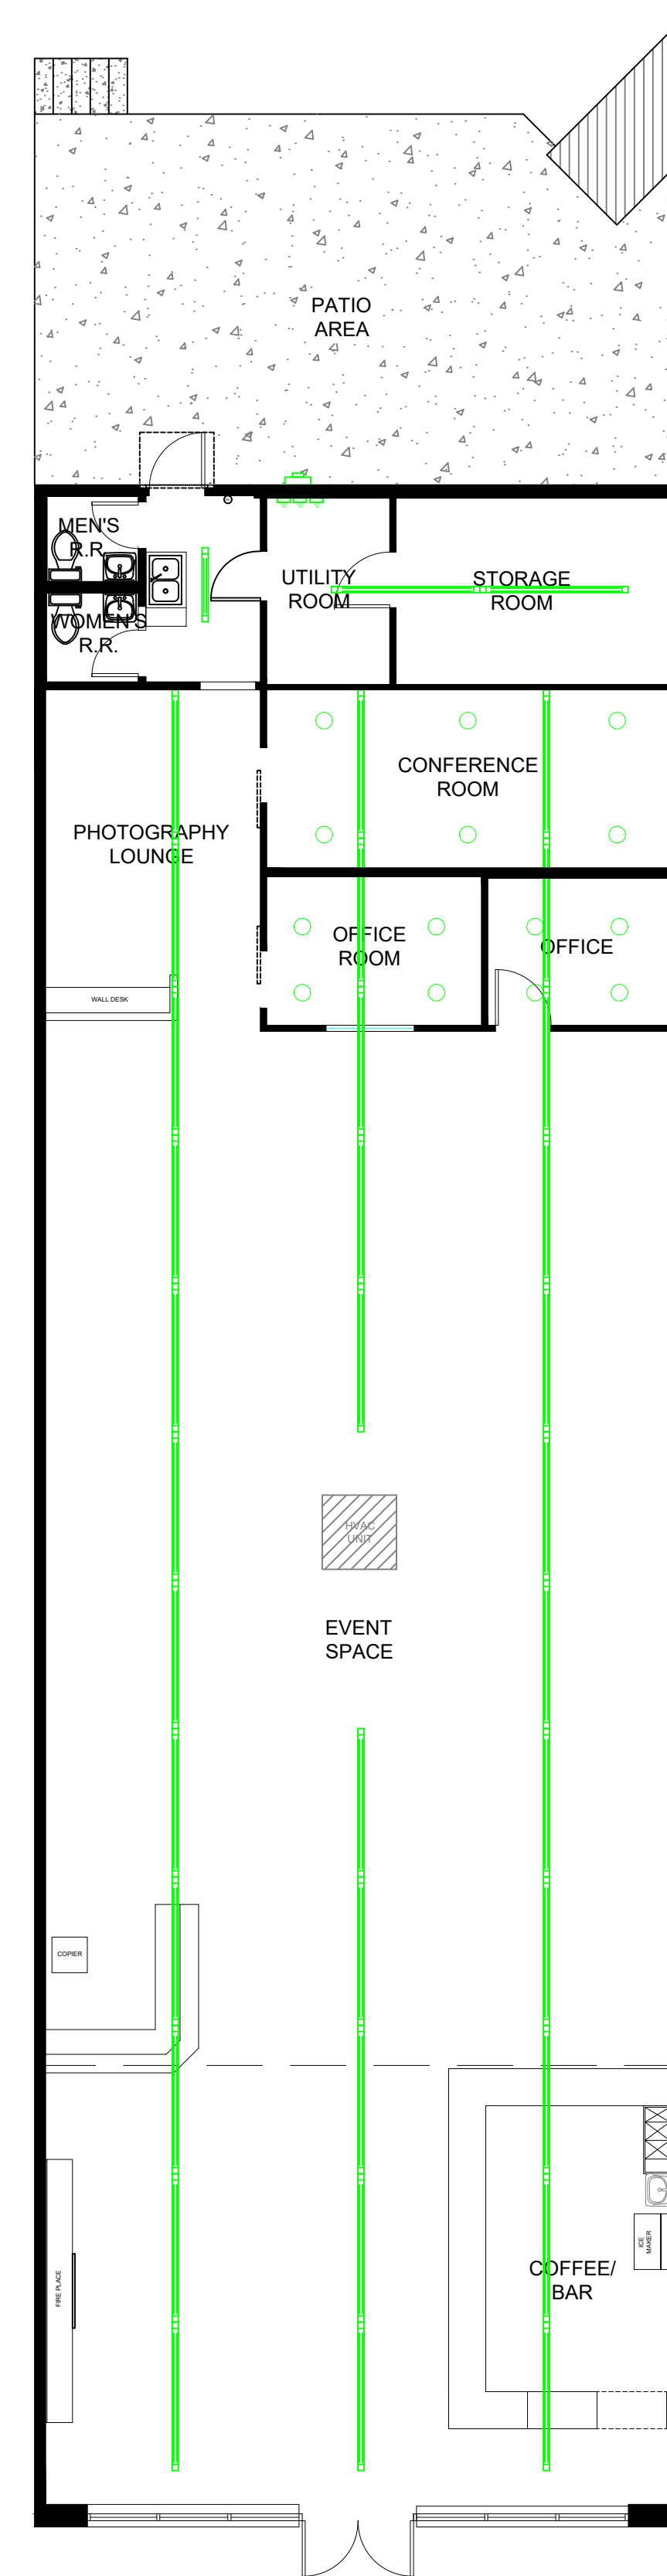 PATIO
AREA
MEN'S
R.R.
UTILITY
ROOM
STORAGE
ROOM
WOMEN'S
R.R.
CONFERENCE
ROOM
PHOTOGRAPHY
LOUNGE
OFFICE
ROOM
OFFICE
WALL DESK
HVAC
UNIT
EVENT
SPACE
COPIER
ICE
MAKER
COFFEE/
BAR
FIRE PLACE